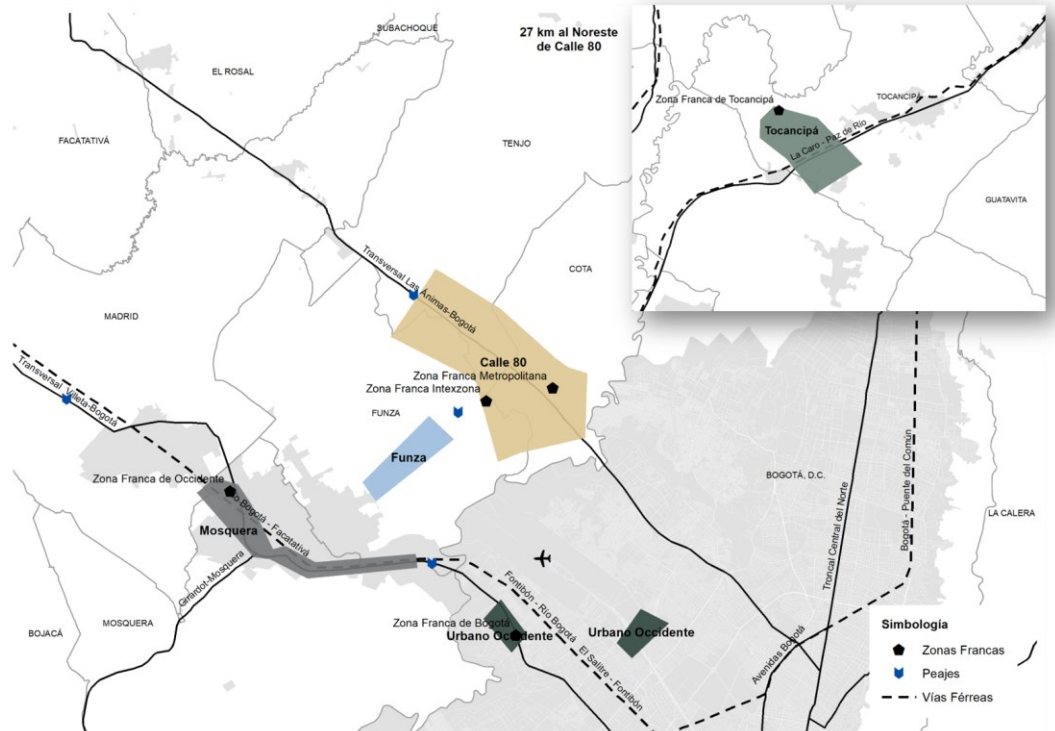 27 km al Noreste
de Calle 80
SUBACHOQUE
EL ROSAL
FACATATIVÁ
TENJO
COTA
MADRID
Transversal Las Ánimas-Bogotá
Calle 80
Zona Franca Metropolitana
Zona Franca Intexzona
FUNZA
Funza
Transversal Villeta-Bogotá
Zona Franca de Occidente
Mosquera
Río Bogotá - Facatativá
Girardot-Mosquera
MOSQUERA
BOJACÁ
Zona Franca de Bogotá
Urbano Occidente
Urbano Occidente
Fontibón - Río Bogotá
El Salitre - Fontibón
Avenidas Bogotá
BOGOTÁ, D.C.
Troncal Central del Norte
Bogotá - Puente del Común
LA CALERA
Zona Franca de Tocancipá
TOCANCIPÁ
Tocancipá
La Caro - Paz de Río
GUATAVITA
Simbología
Zonas Francas
Peajes
Vías Férreas